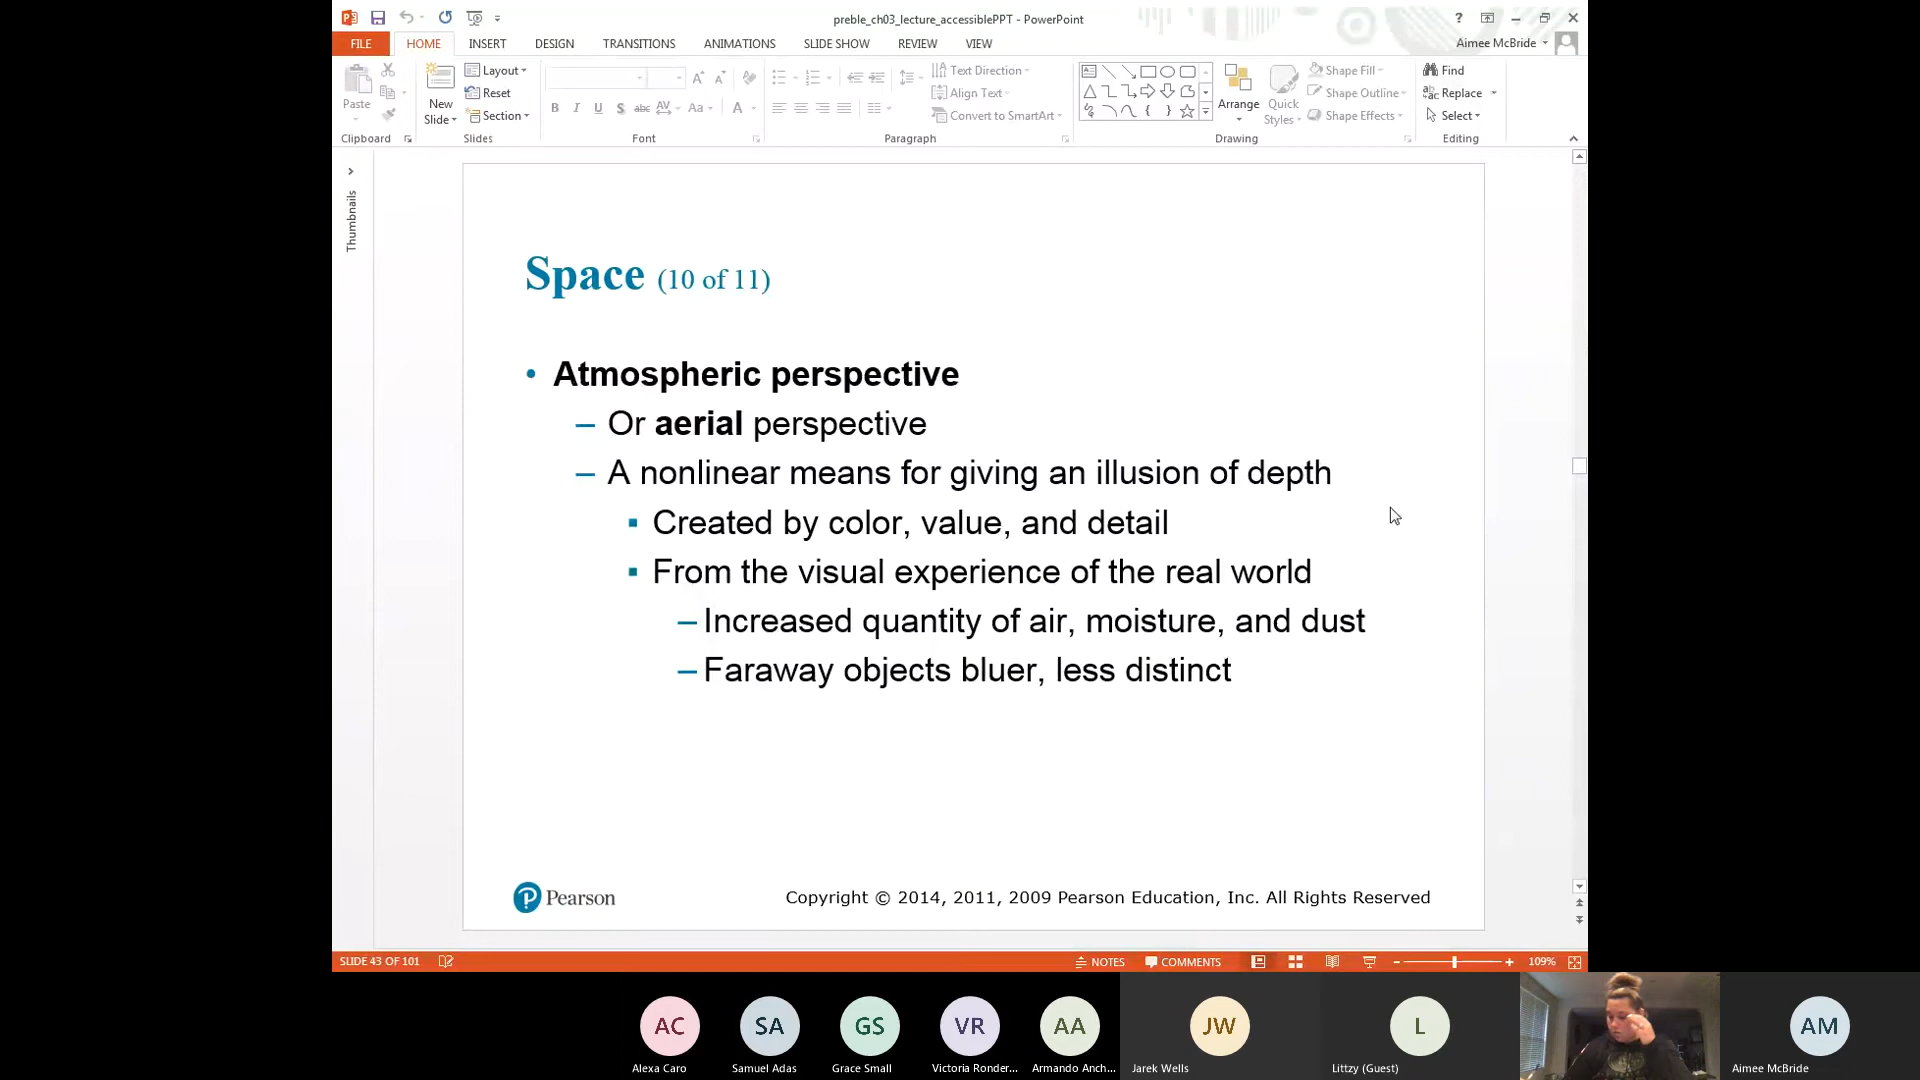 preble_ch03_lecture_accessiblePPT - PowerPoint
?
FILE
HOME
INSERT
DESIGN
TRANSITIONS
ANIMATIONS
SLIDE SHOW
REVIEW
VIEW
Aimee McBride
Paste
New Slide
Layout
Reset
Section
B I U S abc AV Aa A
Text Direction
Align Text
Convert to SmartArt
Arrange
Quick Styles
Shape Fill
Shape Outline
Shape Effects
Find
Replace
Select
Clipboard
Slides
Font
Paragraph
Drawing
Editing
Thumbnails
Space (10 of 11)
• Atmospheric perspective
– Or aerial perspective
– A nonlinear means for giving an illusion of depth
▪ Created by color, value, and detail
▪ From the visual experience of the real world
– Increased quantity of air, moisture, and dust
– Faraway objects bluer, less distinct
Pearson
Copyright © 2014, 2011, 2009 Pearson Education, Inc. All Rights Reserved
SLIDE 43 OF 101
NOTES
COMMENTS
109%
AC
SA
GS
VR
AA
JW
L
AM
Alexa Caro
Samuel Adas
Grace Small
Victoria Ronder...
Armando Anch...
Jarek Wells
Littzy (Guest)
Aimee McBride